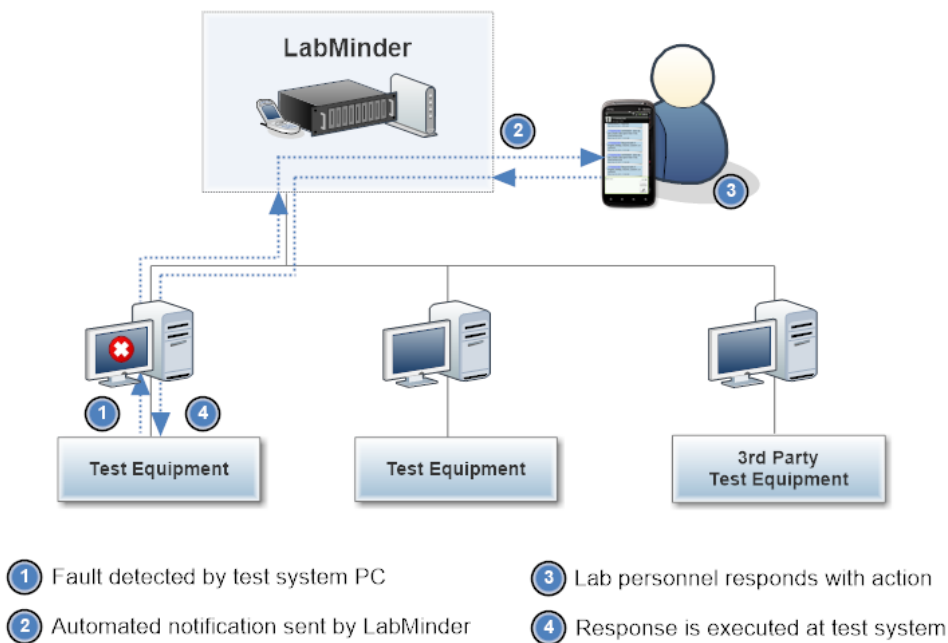 LabMinder
2
3
1
4
Test Equipment
Test Equipment
3rd Party
Test Equipment
1 Fault detected by test system PC
2 Automated notification sent by LabMinder
3 Lab personnel responds with action
4 Response is executed at test system